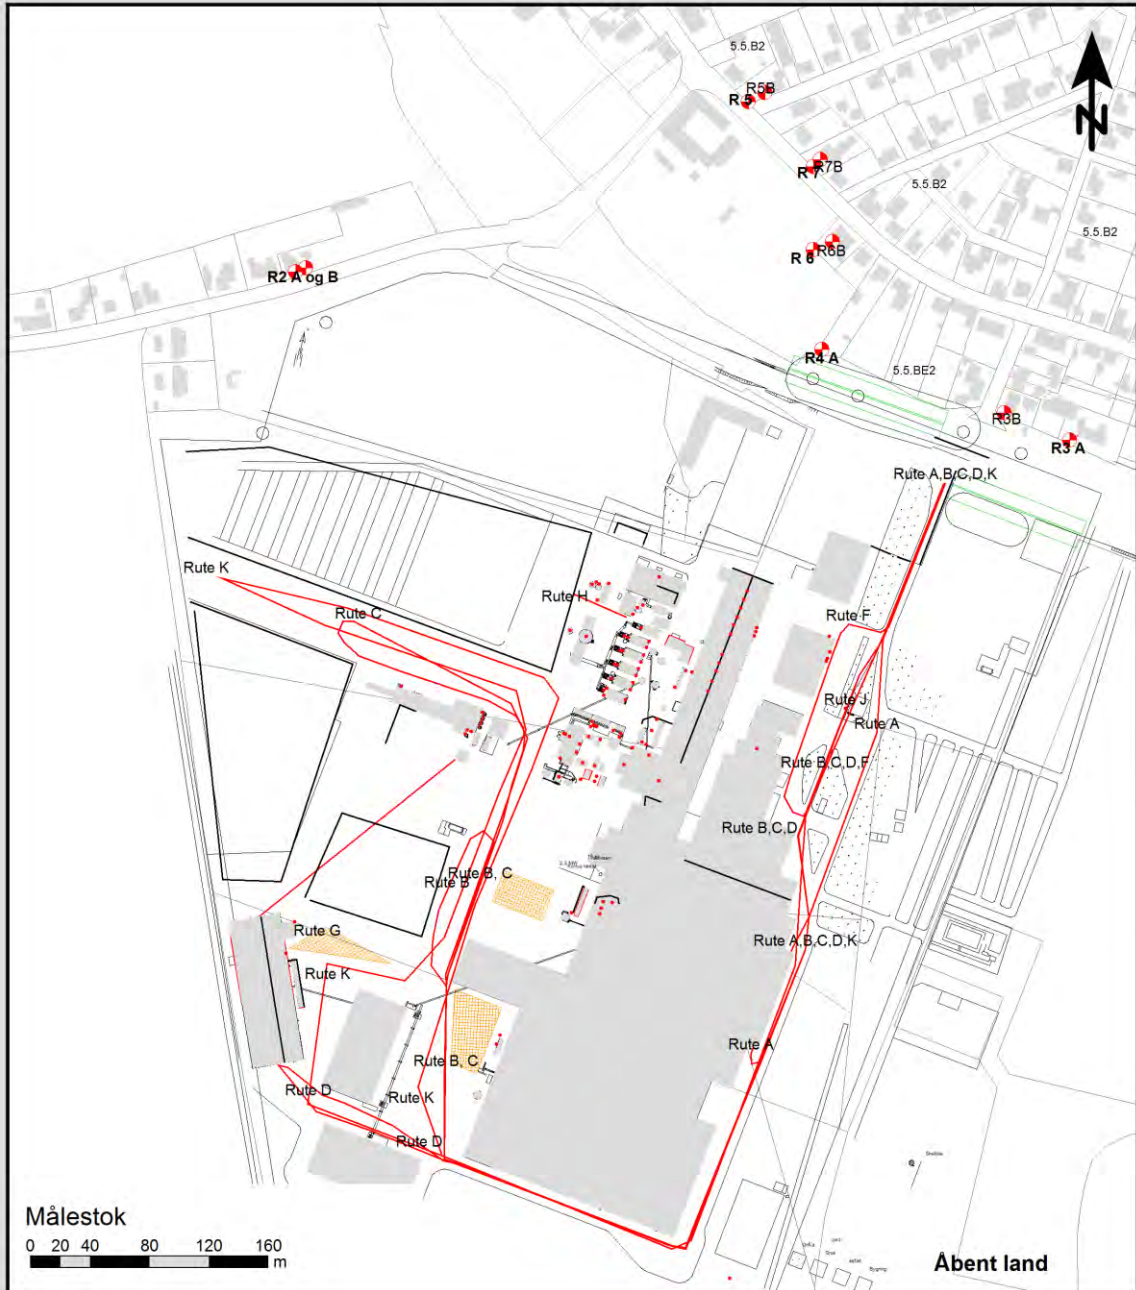 5.5.B2
R5B
R 5
R7B
R 7
5.5.B2
5.5.B2
R6B
R 6
R2 A og B
R4 A
5.5.BE2
R3B
R3 A
Rute A,B,C,D,K
Rute K
Rute H
Rute C
Rute F
Rute J
Rute A
Rute B,C,D,F
Rute B,C,D
Rute B, C
Rute B
Rute G
Rute A,B,C,D,K
Rute K
Rute A
Rute B, C
Rute D
Rute K
Rute D
Målestok
0 20 40 80 120 160
m
Åbent land
N